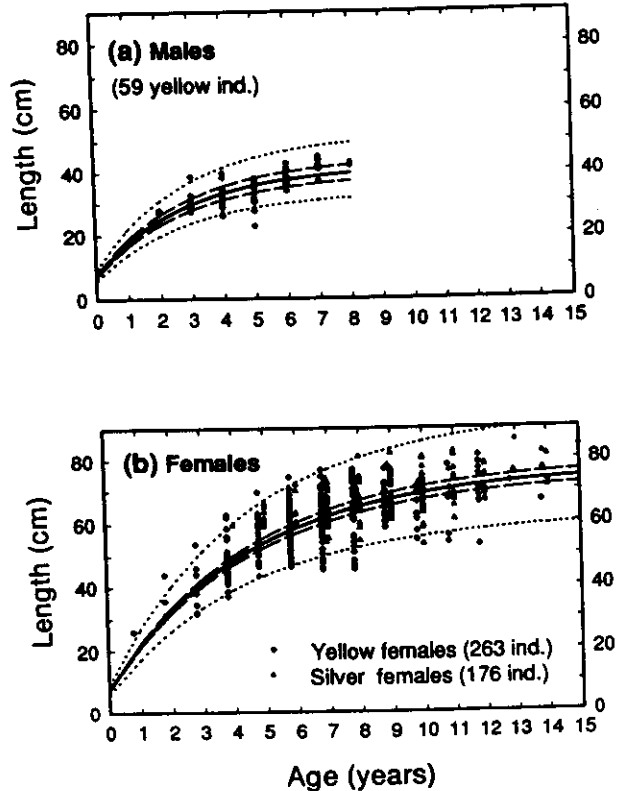 (a) Males
(59 yellow ind.)
Length (cm)
80
60
40
20
0
80
60
40
20
0
0 1 2 3 4 5 6 7 8 9 10 11 12 13 14 15
(b) Females
Length (cm)
80
60
40
20
0
80
60
40
20
0
Yellow females (263 ind.)
Silver females (176 ind.)
0 1 2 3 4 5 6 7 8 9 10 11 12 13 14 15
Age (years)